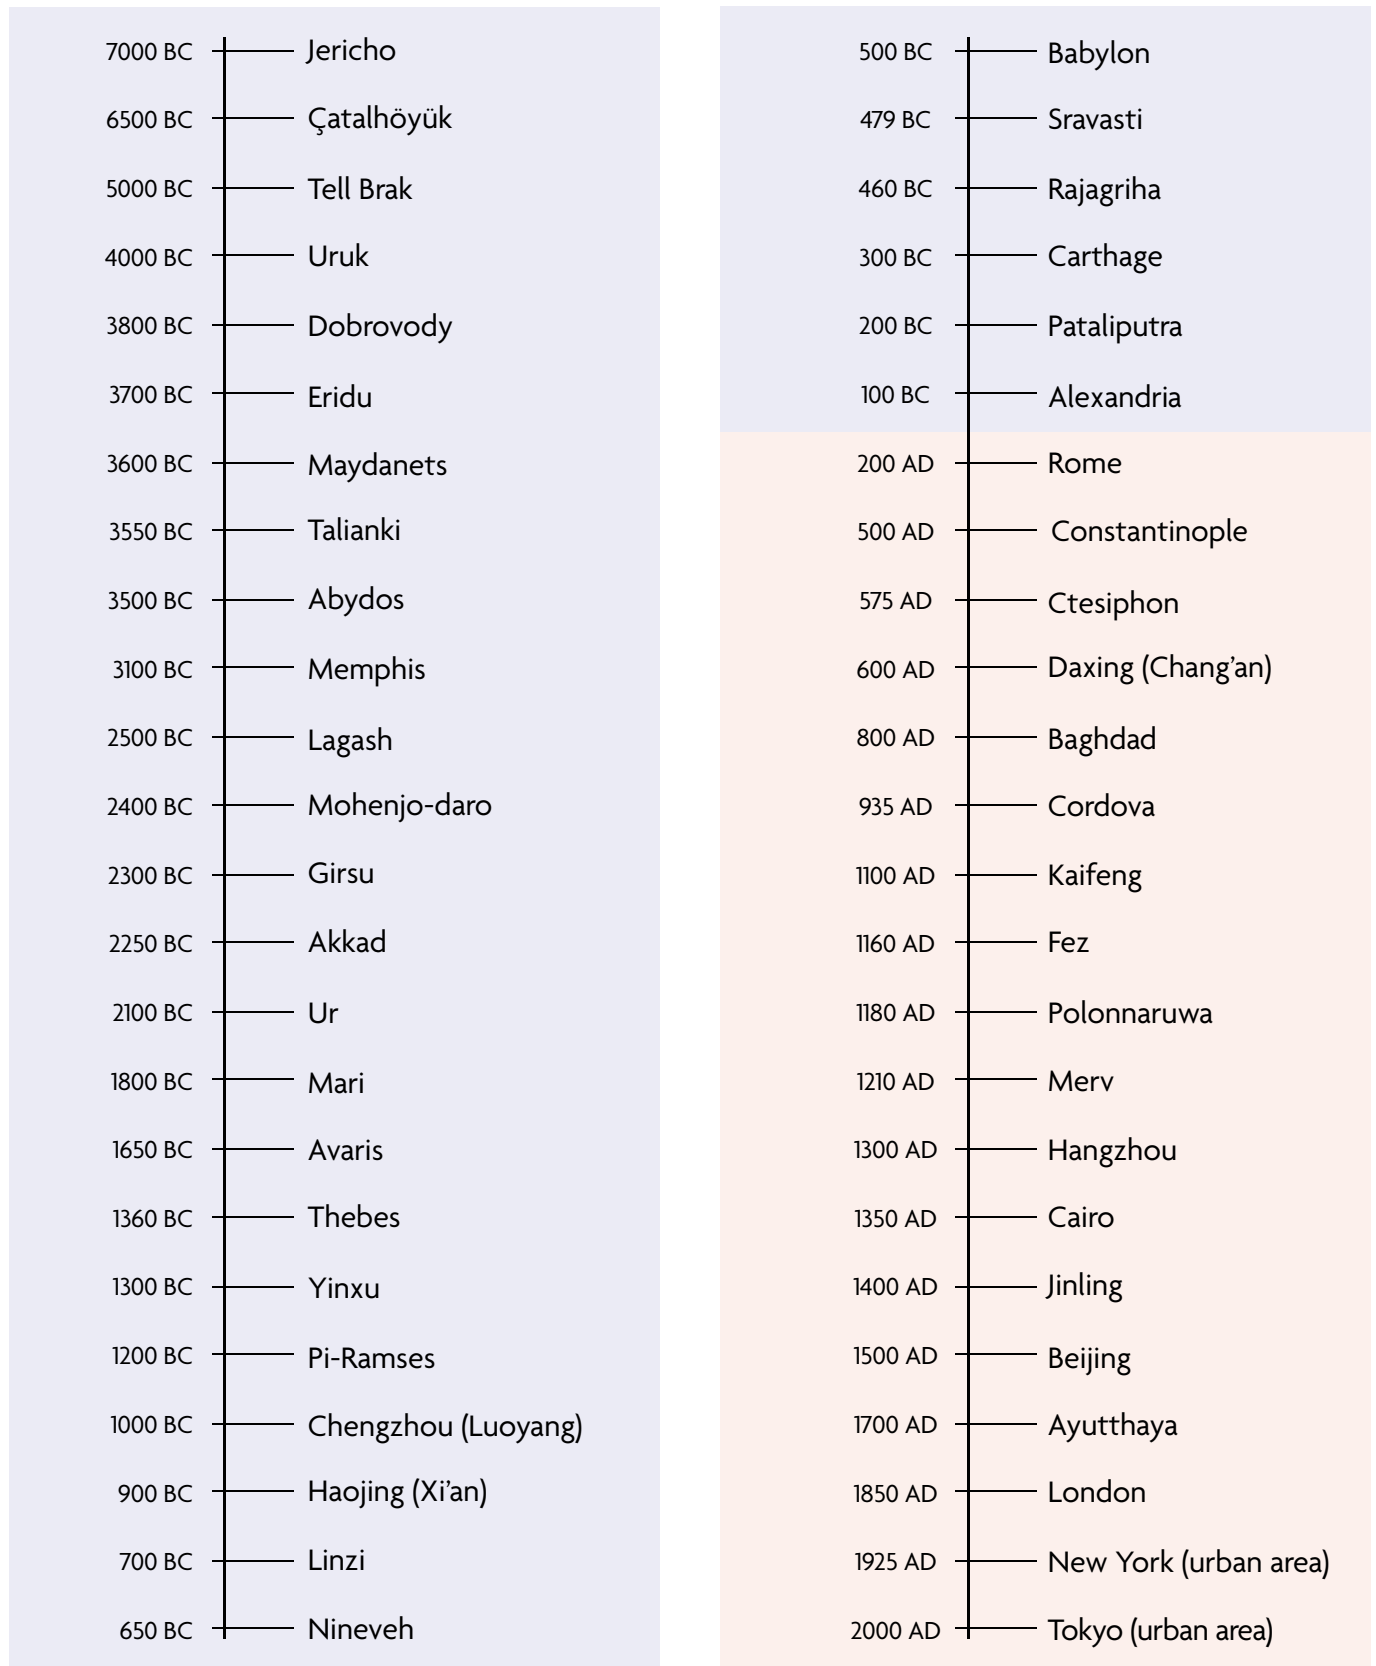 7000 BC Jericho
6500 BC Çatalhöyük
5000 BC Tell Brak
4000 BC Uruk
3800 BC Dobrovody
3700 BC Eridu
3600 BC Maydanets
3550 BC Talianki
3500 BC Abydos
3100 BC Memphis
2500 BC Lagash
2400 BC Mohenjo-daro
2300 BC Girsu
2250 BC Akkad
2100 BC Ur
1800 BC Mari
1650 BC Avaris
1360 BC Thebes
1300 BC Yinxu
1200 BC Pi-Ramses
1000 BC Chengzhou (Luoyang)
900 BC Haojing (Xi’an)
700 BC Linzi
650 BC Nineveh
500 BC Babylon
479 BC Sravasti
460 BC Rajagriha
300 BC Carthage
200 BC Pataliputra
100 BC Alexandria
200 AD Rome
500 AD Constantinople
575 AD Ctesiphon
600 AD Daxing (Chang’an)
800 AD Baghdad
935 AD Cordova
1100 AD Kaifeng
1160 AD Fez
1180 AD Polonnaruwa
1210 AD Merv
1300 AD Hangzhou
1350 AD Cairo
1400 AD Jinling
1500 AD Beijing
1700 AD Ayutthaya
1850 AD London
1925 AD New York (urban area)
2000 AD Tokyo (urban area)